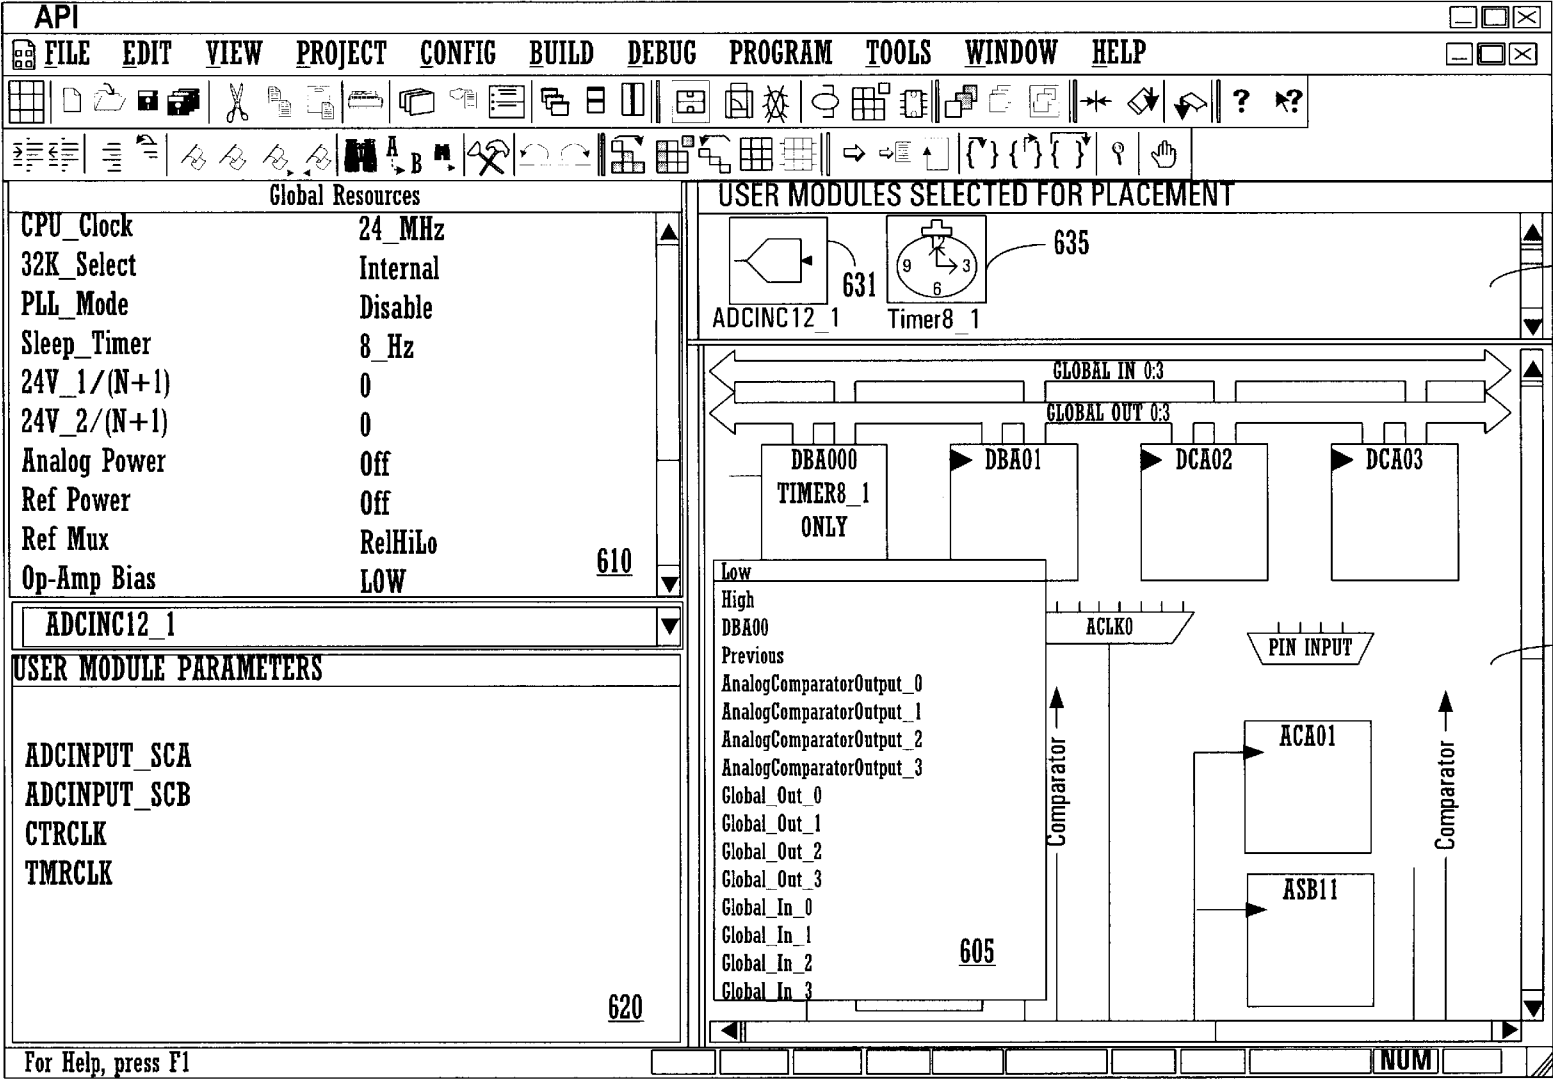 API
FILE EDIT VIEW PROJECT CONFIG BUILD DEBUG PROGRAM TOOLS WINDOW HELP
? ?
A B
{ } { } { }
Global Resources
CPU_Clock 24_MHz
32K_Select Internal
PLL_Mode Disable
Sleep_Timer 8_Hz
24V_1/(N+1) 0
24V_2/(N+1) 0
Analog Power Off
Ref Power Off
Ref Mux RelHiLo
Op-Amp Bias LOW
610
ADCINC12_1
USER MODULE PARAMETERS
ADCINPUT_SCA
ADCINPUT_SCB
CTRCLK
TMRCLK
620
USER MODULES SELECTED FOR PLACEMENT
631
12 3 6 9
635
ADCINC12_1 Timer8_1
GLOBAL IN 0:3
GLOBAL OUT 0:3
DBA000
TIMER8_1
ONLY
DBA01
DCA02
DCA03
Low
High
DBA00
Previous
AnalogComparatorOutput_0
AnalogComparatorOutput_1
AnalogComparatorOutput_2
AnalogComparatorOutput_3
Global_Out_0
Global_Out_1
Global_Out_2
Global_Out_3
Global_In_0
Global_In_1
Global_In_2
Global_In_3
605
ACLK0
PIN INPUT
Comparator
ACA01
ASB11
Comparator
For Help, press F1
NUM